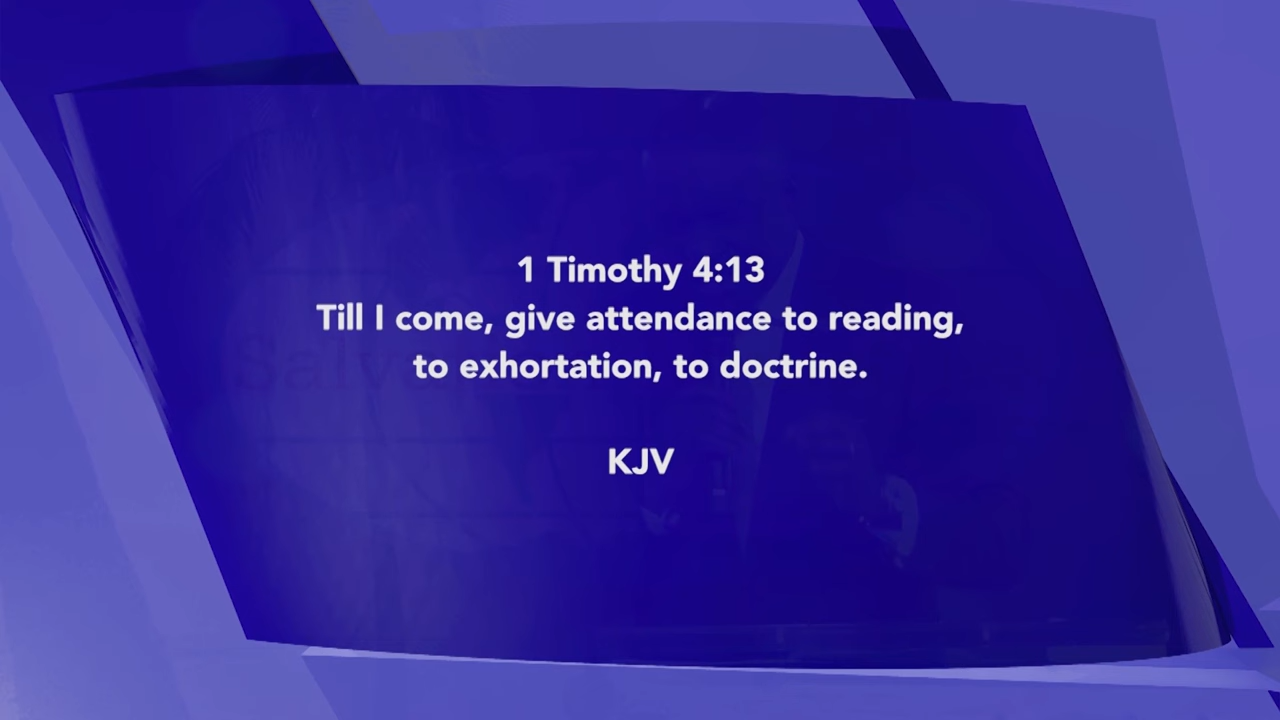 1 Timothy 4:13
Till I come, give attendance to reading,
to exhortation, to doctrine.
KJV